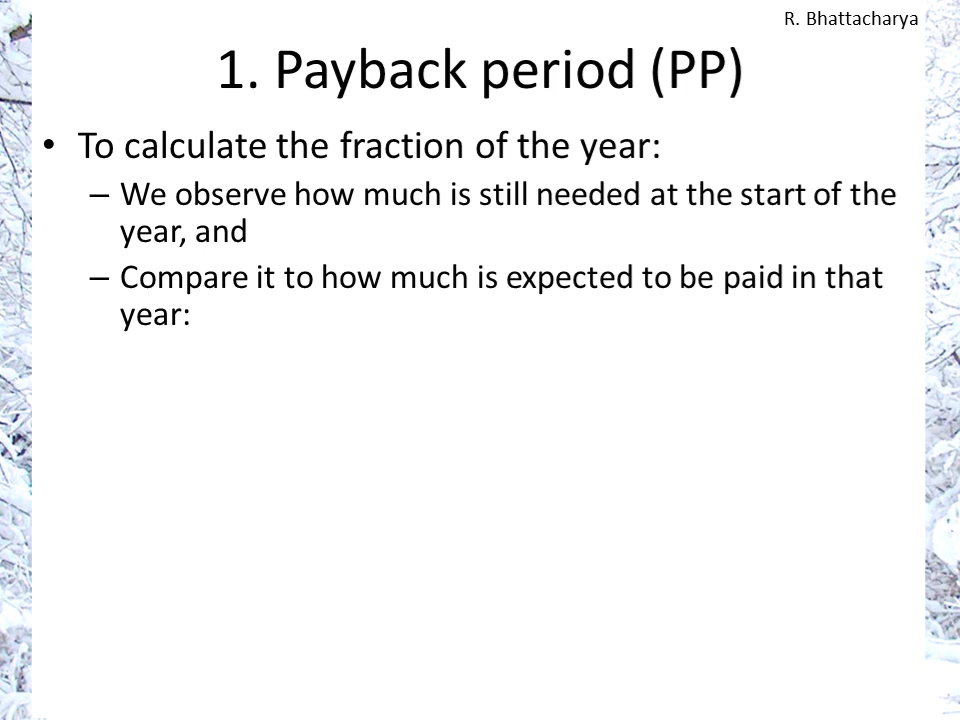 R. Bhattacharya
1. Payback period (PP)
• To calculate the fraction of the year:
– We observe how much is still needed at the start of the
year, and
– Compare it to how much is expected to be paid in that
year: